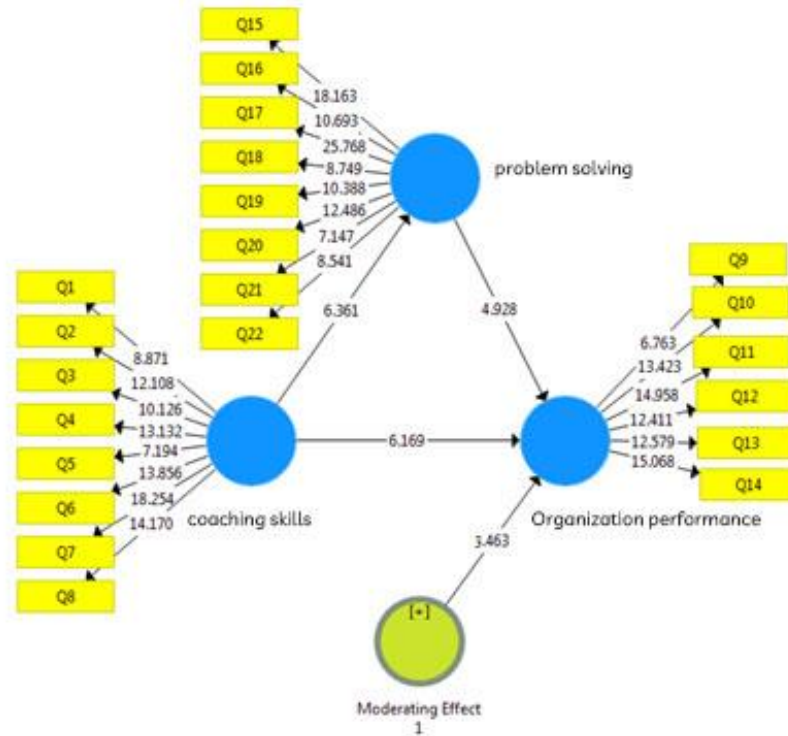 Q15
Q16
Q17
Q18
Q19
Q20
Q21
Q22
18.163
10.693
25.768
8.749
10.388
12.486
7.147
8.541
problem solving
Q1
Q2
Q3
Q4
Q5
Q6
Q7
Q8
8.871
12.108
10.126
13.132
7.194
13.856
18.254
14.170
coaching skills
6.361
4.928
6.169
Q9
Q10
Q11
Q12
Q13
Q14
6.763
13.423
14.958
12.411
12.579
15.068
Organization performance
3.463
[+]
Moderating Effect
1